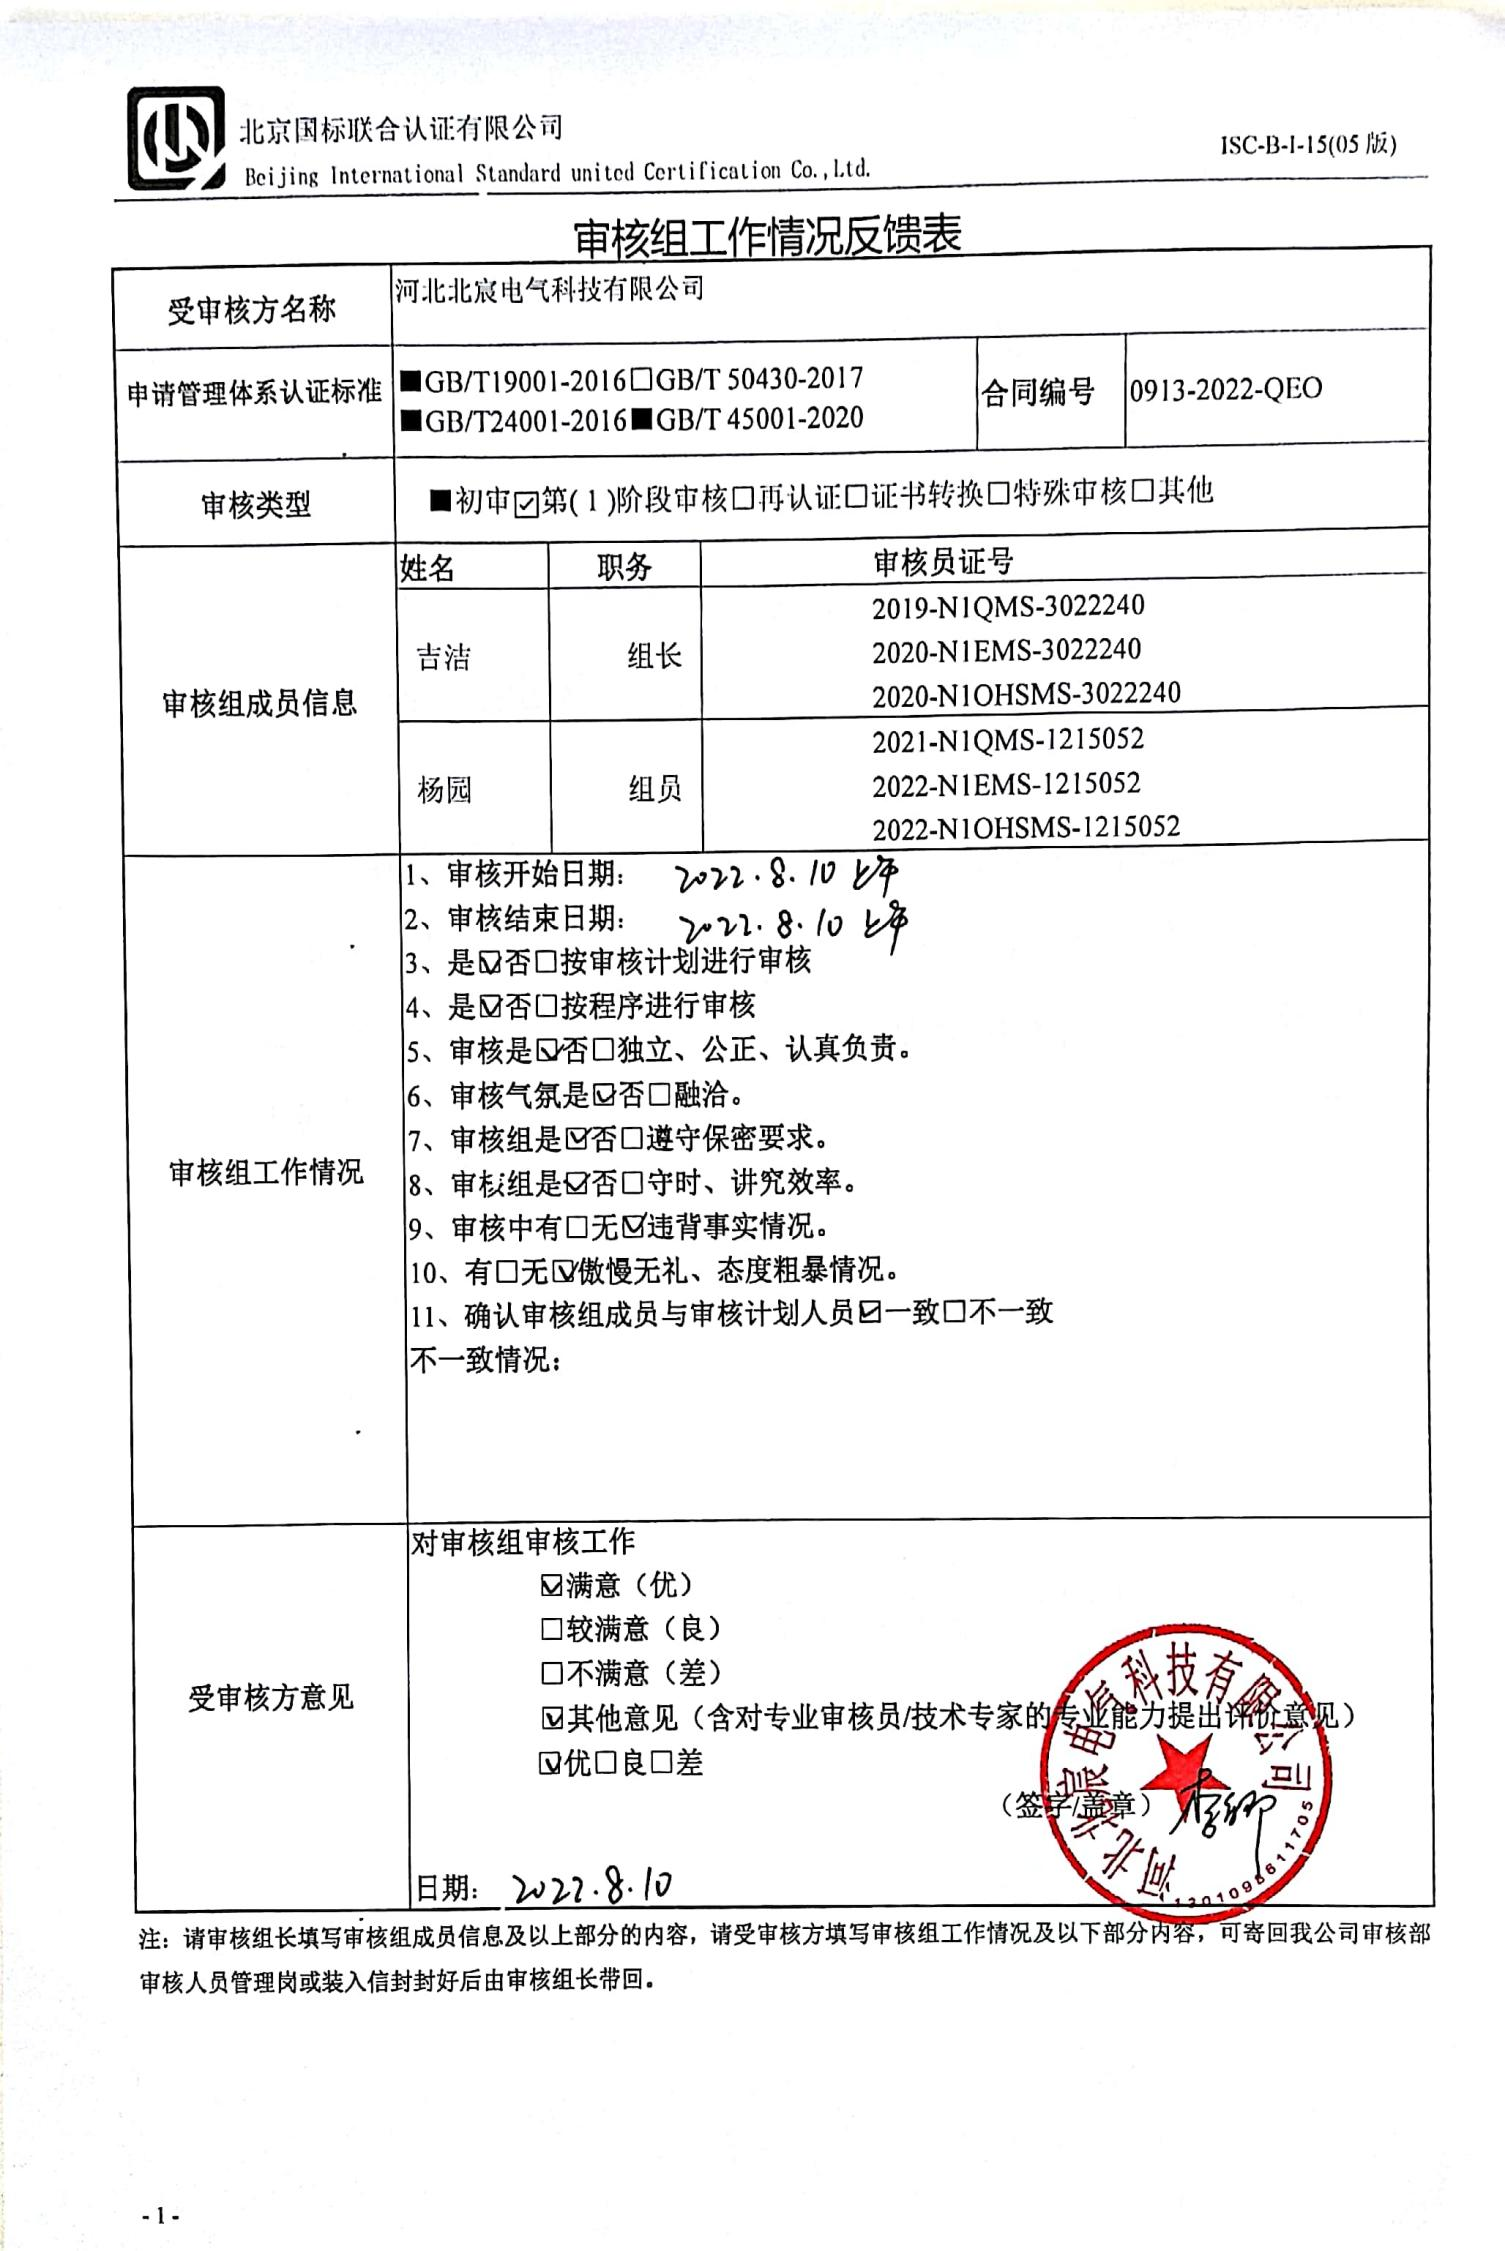 北京国标联合认证有限公司
Beijing International Standard united Certification Co.,Ltd.
ISC-B-I-15(05版)
审核组工作情况反馈表
受审核方名称
河北北宸电气科技有限公司
申请管理体系认证标准
■GB/T19001-2016□GB/T 50430-2017
■GB/T24001-2016■GB/T 45001-2020
合同编号
0913-2022-QEO
审核类型
■初审☑第(1)阶段审核□再认证□证书转换□特殊审核□其他
审核组成员信息
姓名 职务 审核员证号
吉洁 组长
2019-N1QMS-3022240
2020-N1EMS-3022240
2020-N1OHSMS-3022240
杨园 组员
2021-N1QMS-1215052
2022-N1EMS-1215052
2022-N1OHSMS-1215052
审核组工作情况
1、审核开始日期： 2022.8.10 上午
2、审核结束日期： 2022.8.10 上午
3、是☑否□按审核计划进行审核
4、是☑否□按程序进行审核
5、审核是☑否□独立、公正、认真负责。
6、审核气氛是☑否□融洽。
7、审核组是☑否□遵守保密要求。
8、审核组是☑否□守时、讲究效率。
9、审核中有□无☑违背事实情况。
10、有□无☑傲慢无礼、态度粗暴情况。
11、确认审核组成员与审核计划人员☑一致□不一致
不一致情况：
受审核方意见
对审核组审核工作
☑满意（优）
□较满意（良）
□不满意（差）
☑其他意见（含对专业审核员/技术专家的专业能力提出评价意见）
☑优□良□差
（签字/盖章）
河北北宸电气科技有限公司
日期： 2022.8.10
注：请审核组长填写审核组成员信息及以上部分的内容，请受审核方填写审核组工作情况及以下部分内容，可寄回我公司审核部
审核人员管理岗或装入信封封好后由审核组长带回。
- 1 -